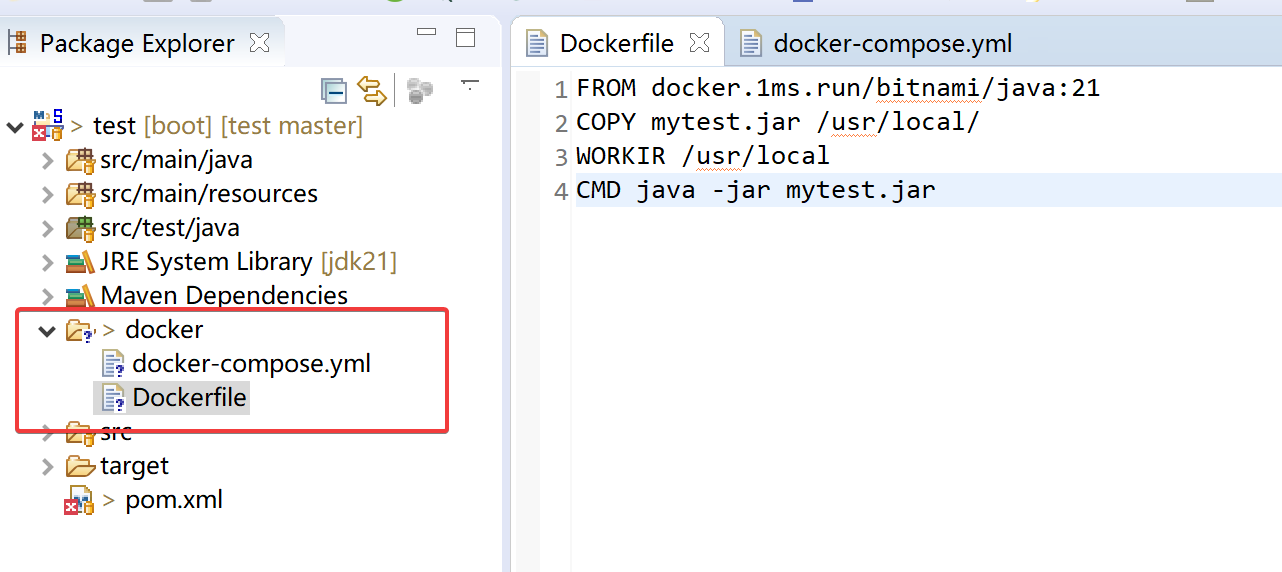 Package Explorer
> test [boot] [test master]
src/main/java
src/main/resources
src/test/java
JRE System Library [jdk21]
Maven Dependencies
> docker
docker-compose.yml
Dockerfile
src
target
> pom.xml
Dockerfile
docker-compose.yml
1 FROM docker.1ms.run/bitnami/java:21
2 COPY mytest.jar /usr/local/
3 WORKIR /usr/local
4 CMD java -jar mytest.jar